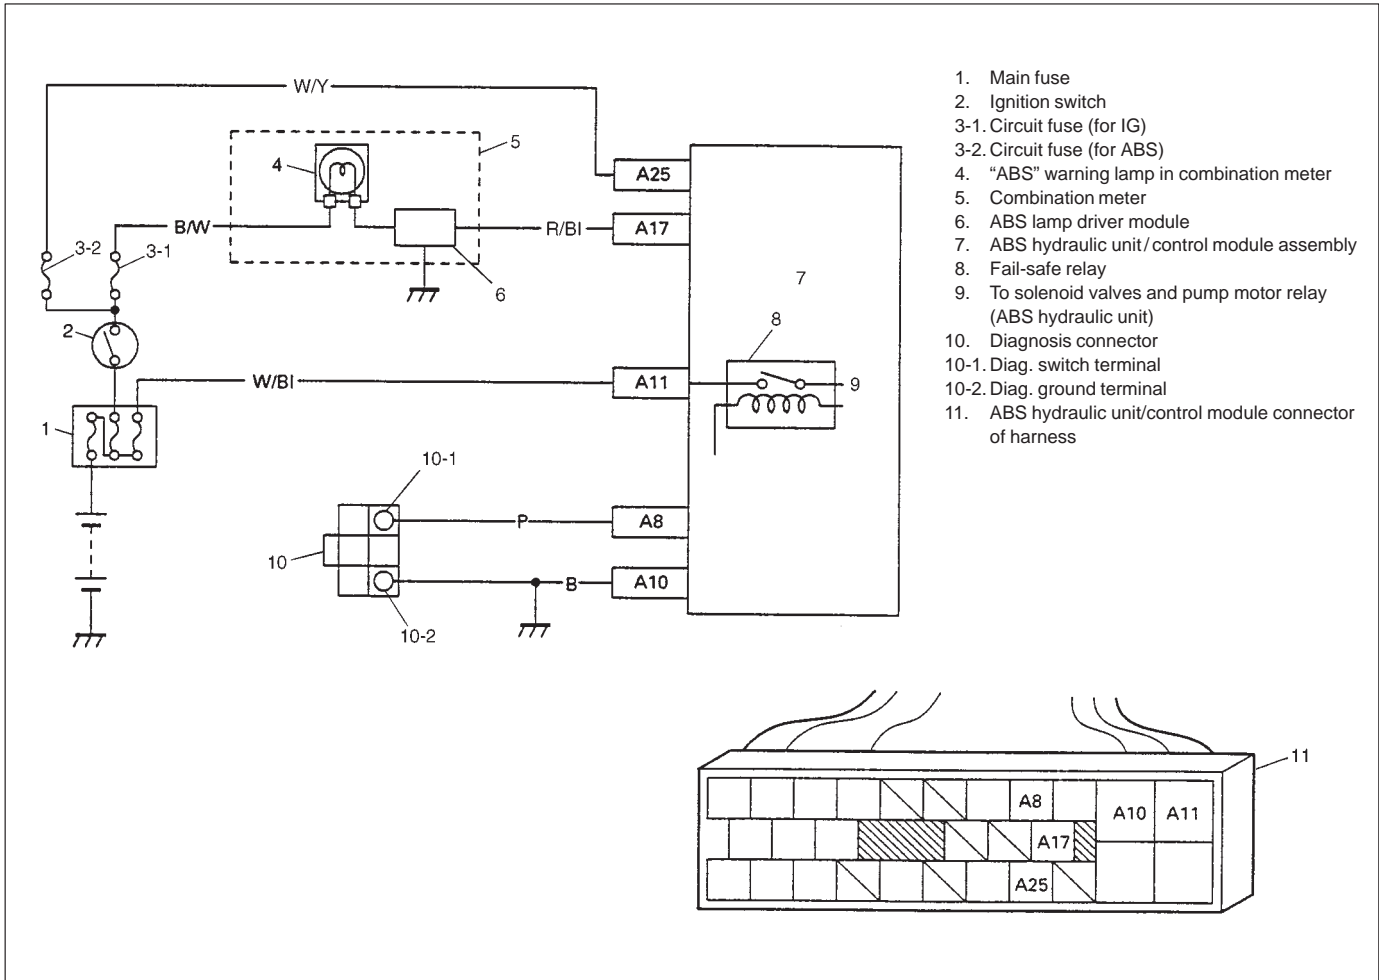 W/Y
1. Main fuse
2. Ignition switch
3-1. Circuit fuse (for IG)
3-2. Circuit fuse (for ABS)
4. “ABS” warning lamp in combination meter
5. Combination meter
6. ABS lamp driver module
7. ABS hydraulic unit / control module assembly
8. Fail-safe relay
9. To solenoid valves and pump motor relay
(ABS hydraulic unit)
10. Diagnosis connector
10-1. Diag. switch terminal
10-2. Diag. ground terminal
11. ABS hydraulic unit/control module connector
of harness
4
5
A25
B/W
R/Bl
A17
3-2
3-1
6
7
2
8
W/Bl
A11
9
1
10-1
P
A8
10
B
A10
10-2
11
A8
A10
A11
A17
A25